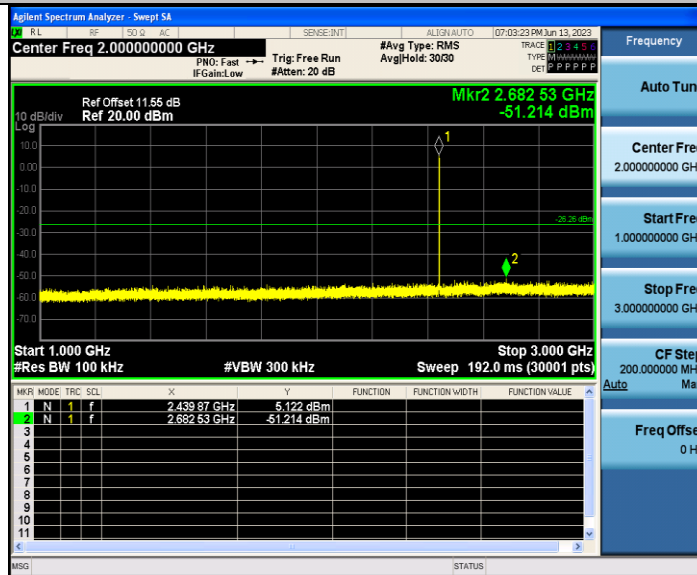 Agilent Spectrum Analyzer - Swept SA
RL RF 50 Ω AC SENSE:INT ALIGN AUTO 07:03:23 PM Jun 13, 2023
Center Freq 2.000000000 GHz
PNO: Fast Trig: Free Run #Avg Type: RMS TRACE 1 2 3 4 5 6
IFGain:Low #Atten: 20 dB Avg|Hold: 30/30 TYPE M
DET P P P P P P
Ref Offset 11.55 dB Mkr2 2.682 53 GHz
10 dB/div Ref 20.00 dBm -51.214 dBm
Log
10.0
0.00
-10.0
-20.0
-30.0
-40.0
-50.0
-60.0
-70.0
1
-26.26 dBm
2
Start 1.000 GHz Stop 3.000 GHz
#Res BW 100 kHz #VBW 300 kHz Sweep 192.0 ms (30001 pts)
MKR MODE TRC SCL X Y FUNCTION FUNCTION WIDTH FUNCTION VALUE
1 N 1 f 2.439 87 GHz 5.122 dBm
2 N 1 f 2.682 53 GHz -51.214 dBm
3
4
5
6
7
8
9
10
11
MSG STATUS
Frequency
Auto Tun
Center Fre
2.000000000 GH
Start Fre
1.000000000 GH
Stop Fre
3.000000000 GH
CF Step
200.000000 MH
Auto Ma
Freq Offse
0 H